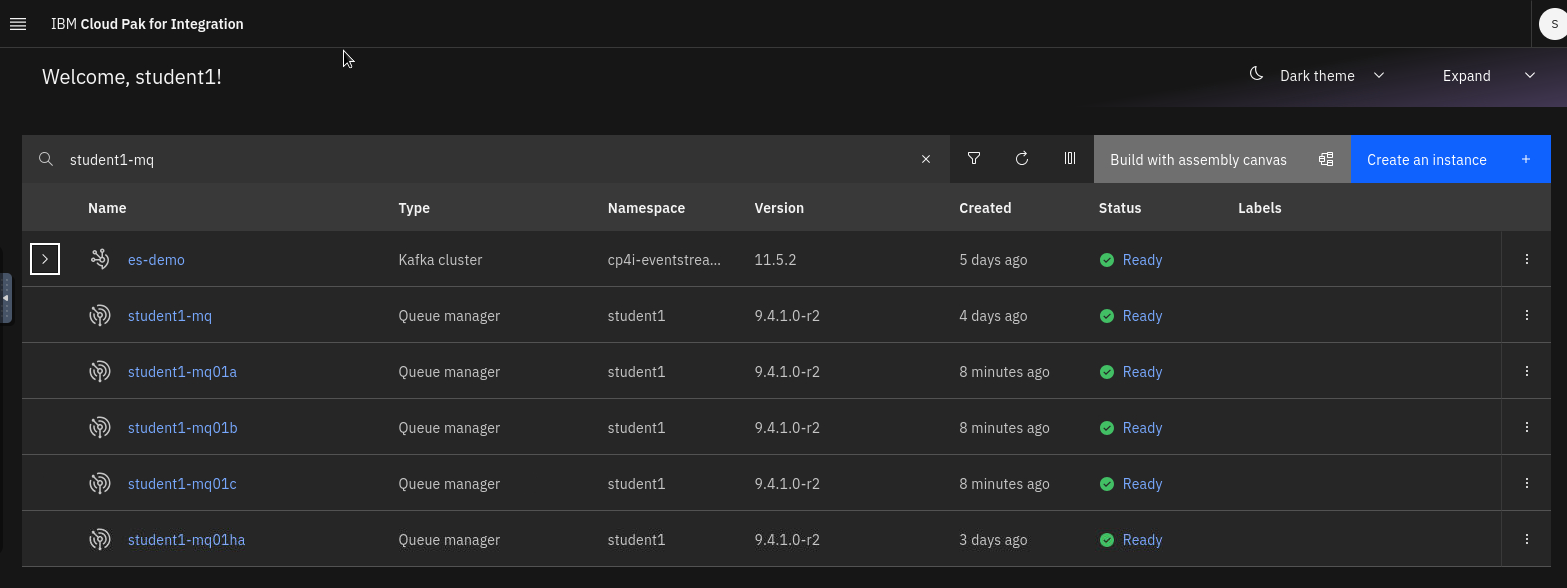 IBM Cloud Pak for Integration
S
Welcome, student1!
Dark theme
Expand
student1-mq
Build with assembly canvas
Create an instance
Name Type Namespace Version Created Status Labels
es-demo Kafka cluster cp4i-eventstrea... 11.5.2 5 days ago Ready
student1-mq Queue manager student1 9.4.1.0-r2 4 days ago Ready
student1-mq01a Queue manager student1 9.4.1.0-r2 8 minutes ago Ready
student1-mq01b Queue manager student1 9.4.1.0-r2 8 minutes ago Ready
student1-mq01c Queue manager student1 9.4.1.0-r2 8 minutes ago Ready
student1-mq01ha Queue manager student1 9.4.1.0-r2 3 days ago Ready